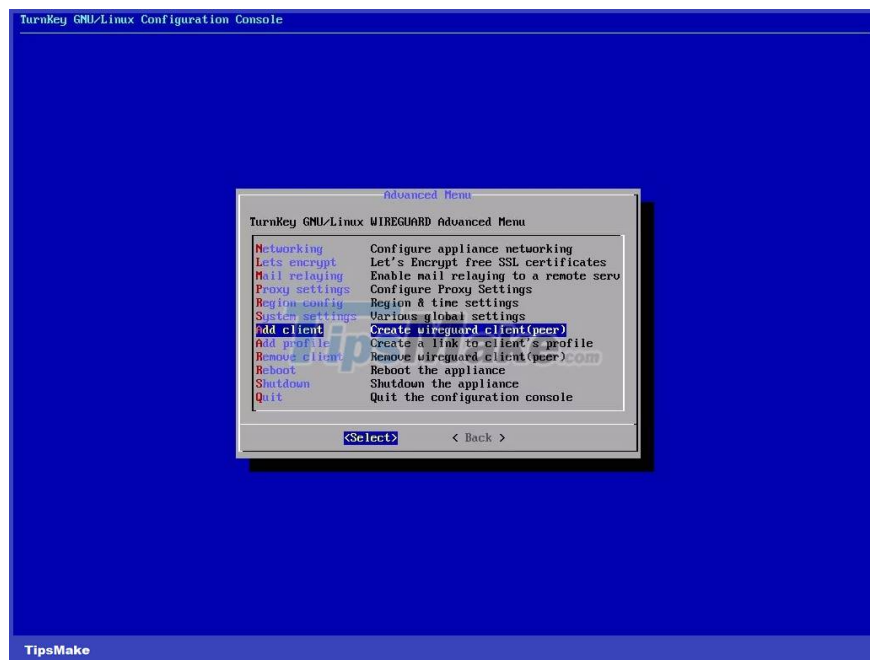 TurnKey GNU/Linux Configuration Console
Advanced Menu
TurnKey GNU/Linux WIREGUARD Advanced Menu
Networking Configure appliance networking
Lets encrypt Let's Encrypt free SSL certificates
Mail relaying Enable mail relaying to a remote serv
Proxy settings Configure Proxy Settings
Region config Region & time settings
System settings Various global settings
Add client Create wireguard client(peer)
Add profile Create a link to client's profile
Remove client Remove wireguard client(peer)
Reboot Reboot the appliance
Shutdown Shutdown the appliance
Quit Quit the configuration console
TipsMake.com
<Select> < Back >
TipsMake